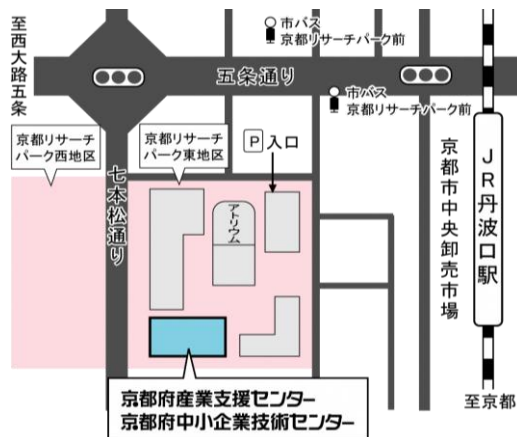 至西大路五条
市バス
京都リサーチパーク前
五条通り
市バス
京都リサーチパーク前
京都リサーチ
パーク西地区
京都リサーチ
パーク東地区
P 入口
七本松通り
アトリウム
京都市中央卸売市場
JR丹波口駅
京都府産業支援センター
京都府中小企業技術センター
至京都